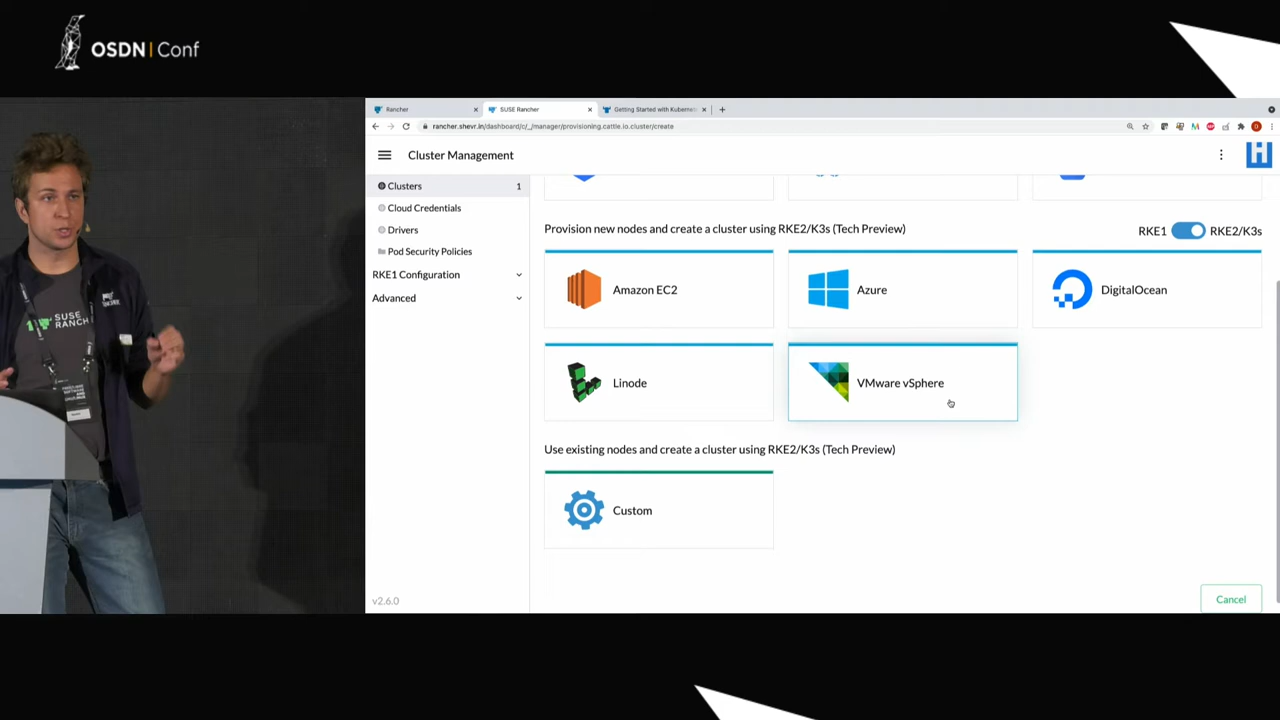 OSDN | Conf
Rancher
SUSE Rancher
Getting Started with Kubernet
rancher.shevr.in/dashboard/c/_/manager/provisioning.cattle.io.cluster/create
Cluster Management
Clusters 1
Cloud Credentials
Drivers
Pod Security Policies
RKE1 Configuration
Advanced
v2.6.0
Provision new nodes and create a cluster using RKE2/K3s (Tech Preview)
RKE1 RKE2/K3s
Amazon EC2
Azure
DigitalOcean
Linode
VMware vSphere
Use existing nodes and create a cluster using RKE2/K3s (Tech Preview)
Custom
Cancel
SUSE
RANCH